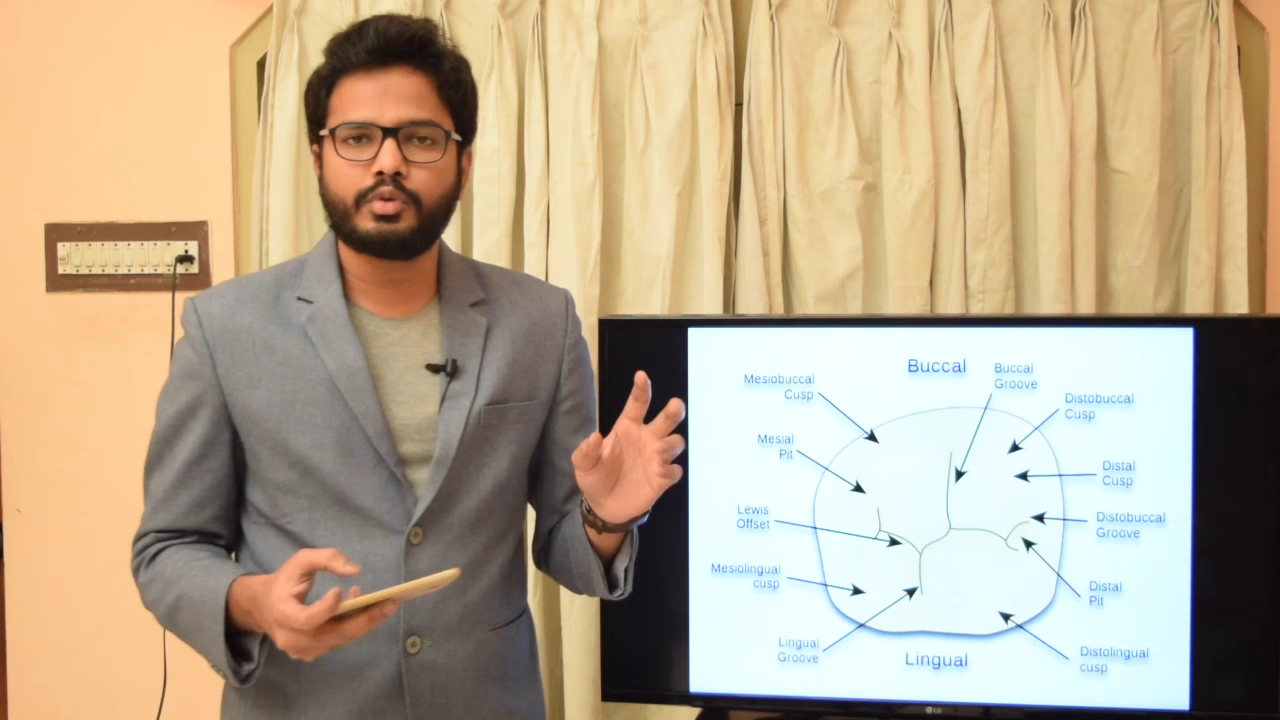 Buccal
Buccal
Groove
Mesiobuccal
Cusp
Distobuccal
Cusp
Mesial
Pit
Distal
Cusp
Lewis
Offset
Distobuccal
Groove
Mesiolingual
cusp
Distal
Pit
Lingual
Groove
Lingual
Distolingual
cusp
LG